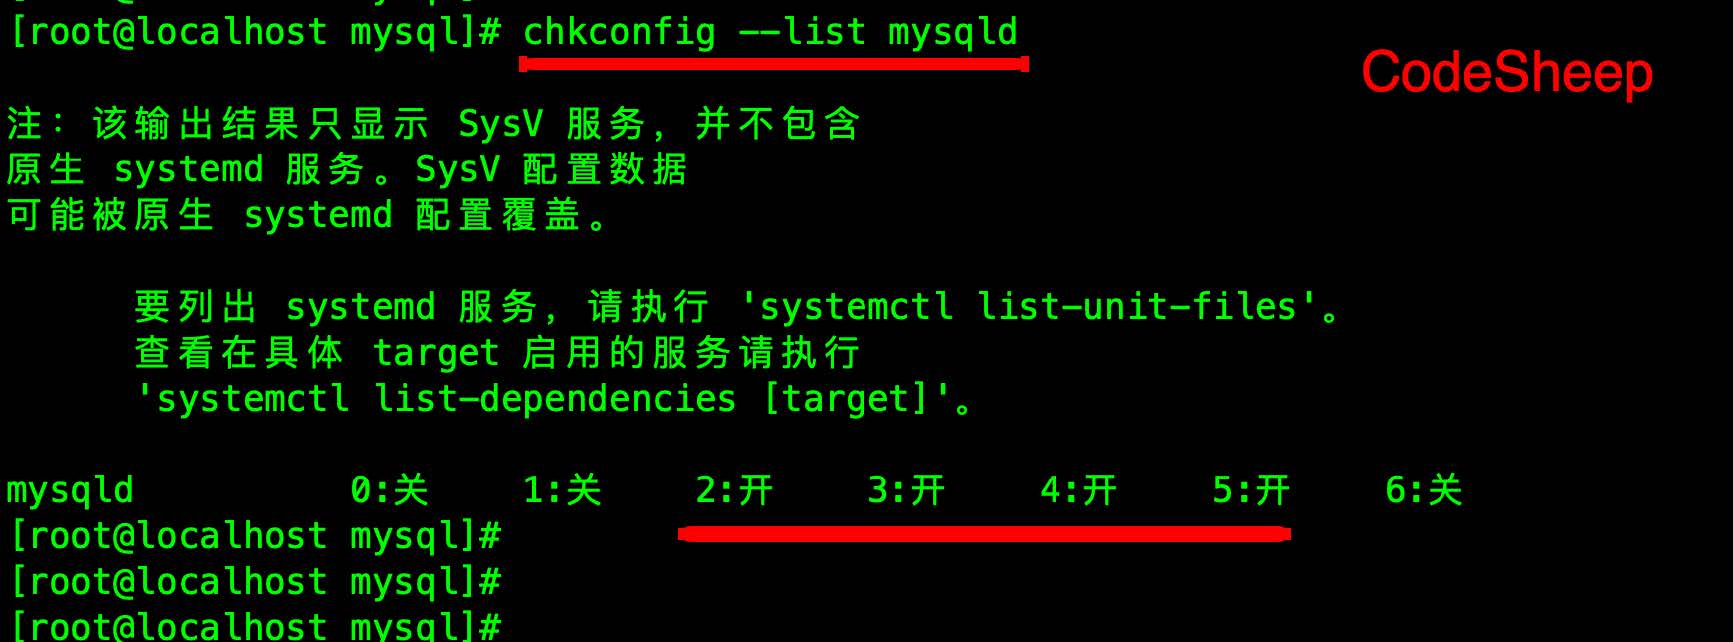 [root@localhost mysql]# chkconfig --list mysqld
CodeSheep
注：该输出结果只显示 SysV 服务，并不包含
原生 systemd 服务。SysV 配置数据
可能被原生 systemd 配置覆盖。
要列出 systemd 服务，请执行 'systemctl list-unit-files'。
查看在具体 target 启用的服务请执行
'systemctl list-dependencies [target]'。
mysqld 0:关 1:关 2:开 3:开 4:开 5:开 6:关
[root@localhost mysql]#
[root@localhost mysql]#
[root@localhost mysql]#